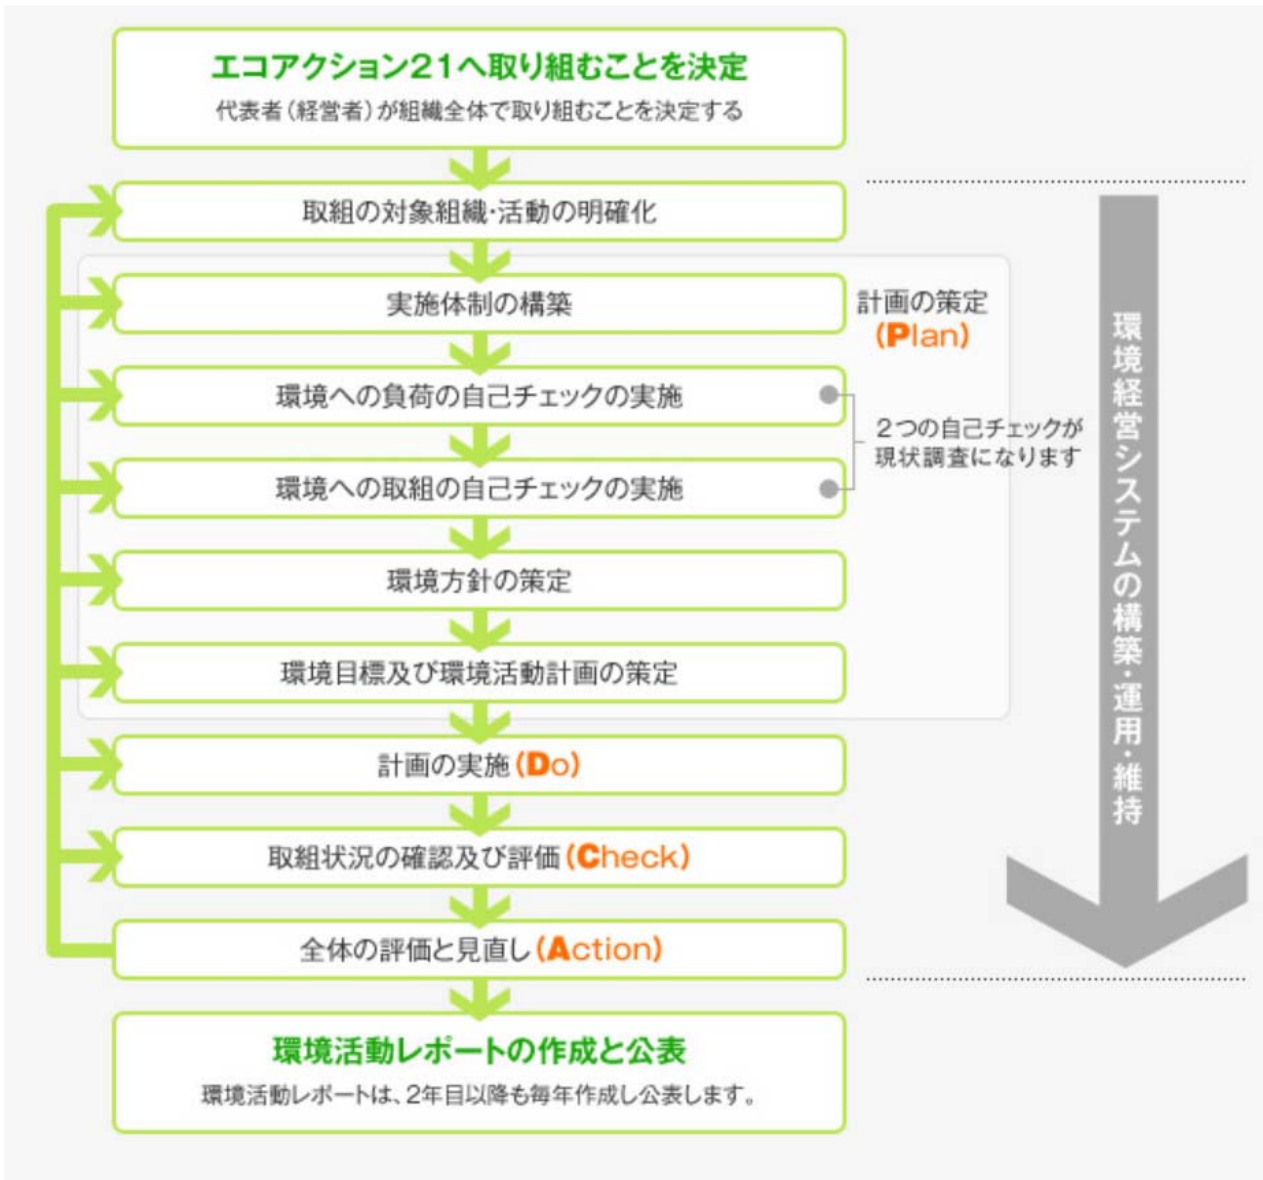 エコアクション21へ取り組むことを決定
代表者(経営者)が組織全体で取り組むことを決定する
取組の対象組織・活動の明確化
実施体制の構築
計画の策定
(Plan)
環境への負荷の自己チェックの実施
2つの自己チェックが
現状調査になります
環境への取組の自己チェックの実施
環境方針の策定
環境目標及び環境活動計画の策定
計画の実施(Do)
取組状況の確認及び評価(Check)
全体の評価と見直し(Action)
環境経営システムの構築・運用・維持
環境活動レポートの作成と公表
環境活動レポートは、2年目以降も毎年作成し公表します。